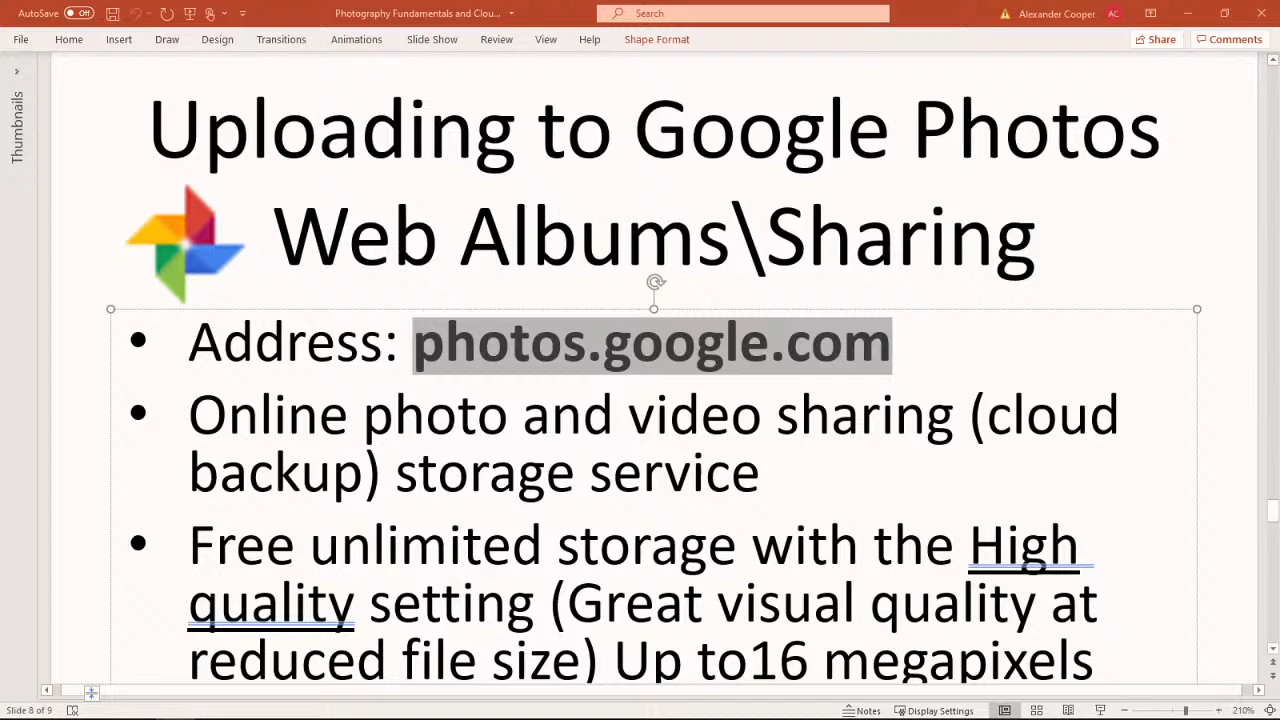 AutoSave Off Photography Fundamentals and Clou... Search Alexander Cooper AC
File Home Insert Draw Design Transitions Animations Slide Show Review View Help Shape Format Share Comments
Thumbnails
Uploading to Google Photos
Web Albums\Sharing
• Address: photos.google.com
• Online photo and video sharing (cloud
backup) storage service
• Free unlimited storage with the High
quality setting (Great visual quality at
reduced file size) Up to16 megapixels
Slide 8 of 9 Notes Display Settings 210%